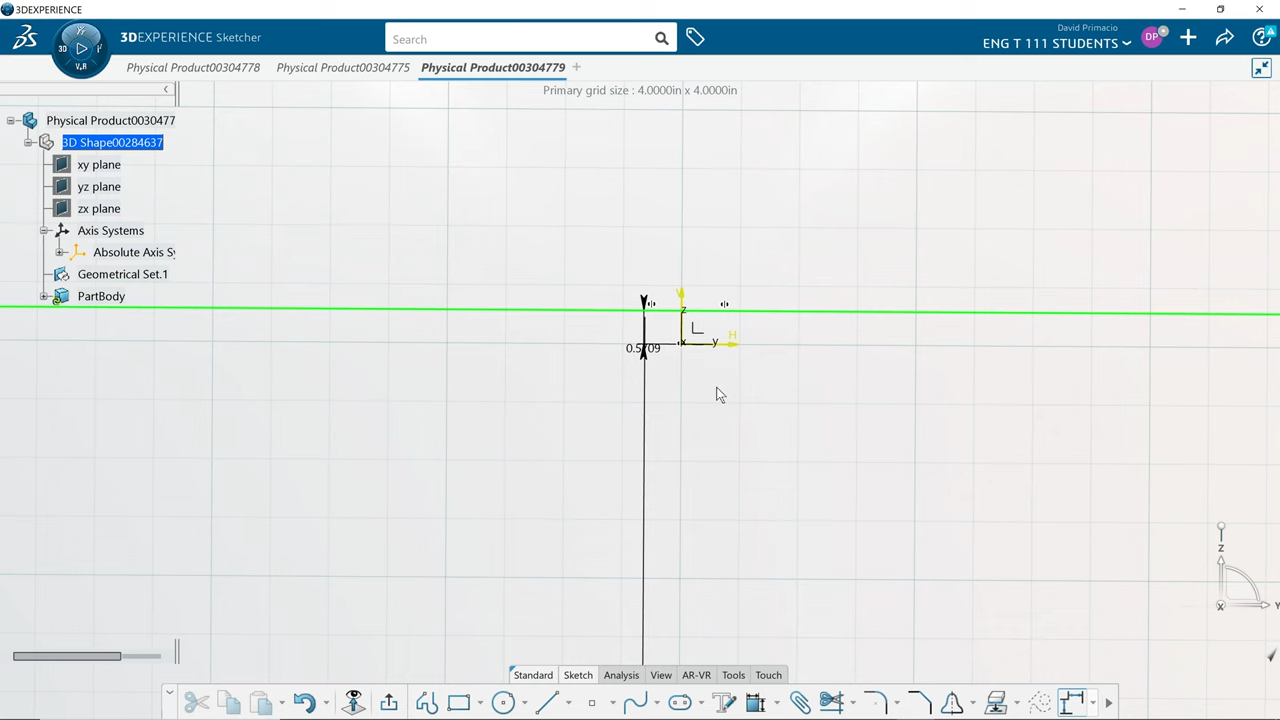 3DEXPERIENCE
3DEXPERIENCE Sketcher
3D
V,R
Search
David Primacio
ENG T 111 STUDENTS
DP
Physical Product00304778
Physical Product00304775
Physical Product00304779
Primary grid size : 4.0000in x 4.0000in
Physical Product0030477
3D Shape00284637
xy plane
yz plane
zx plane
Axis Systems
Absolute Axis Sy
Geometrical Set.1
PartBody
z
H
x
y
Z
X
Y
Standard
Sketch
Analysis
View
AR-VR
Tools
Touch